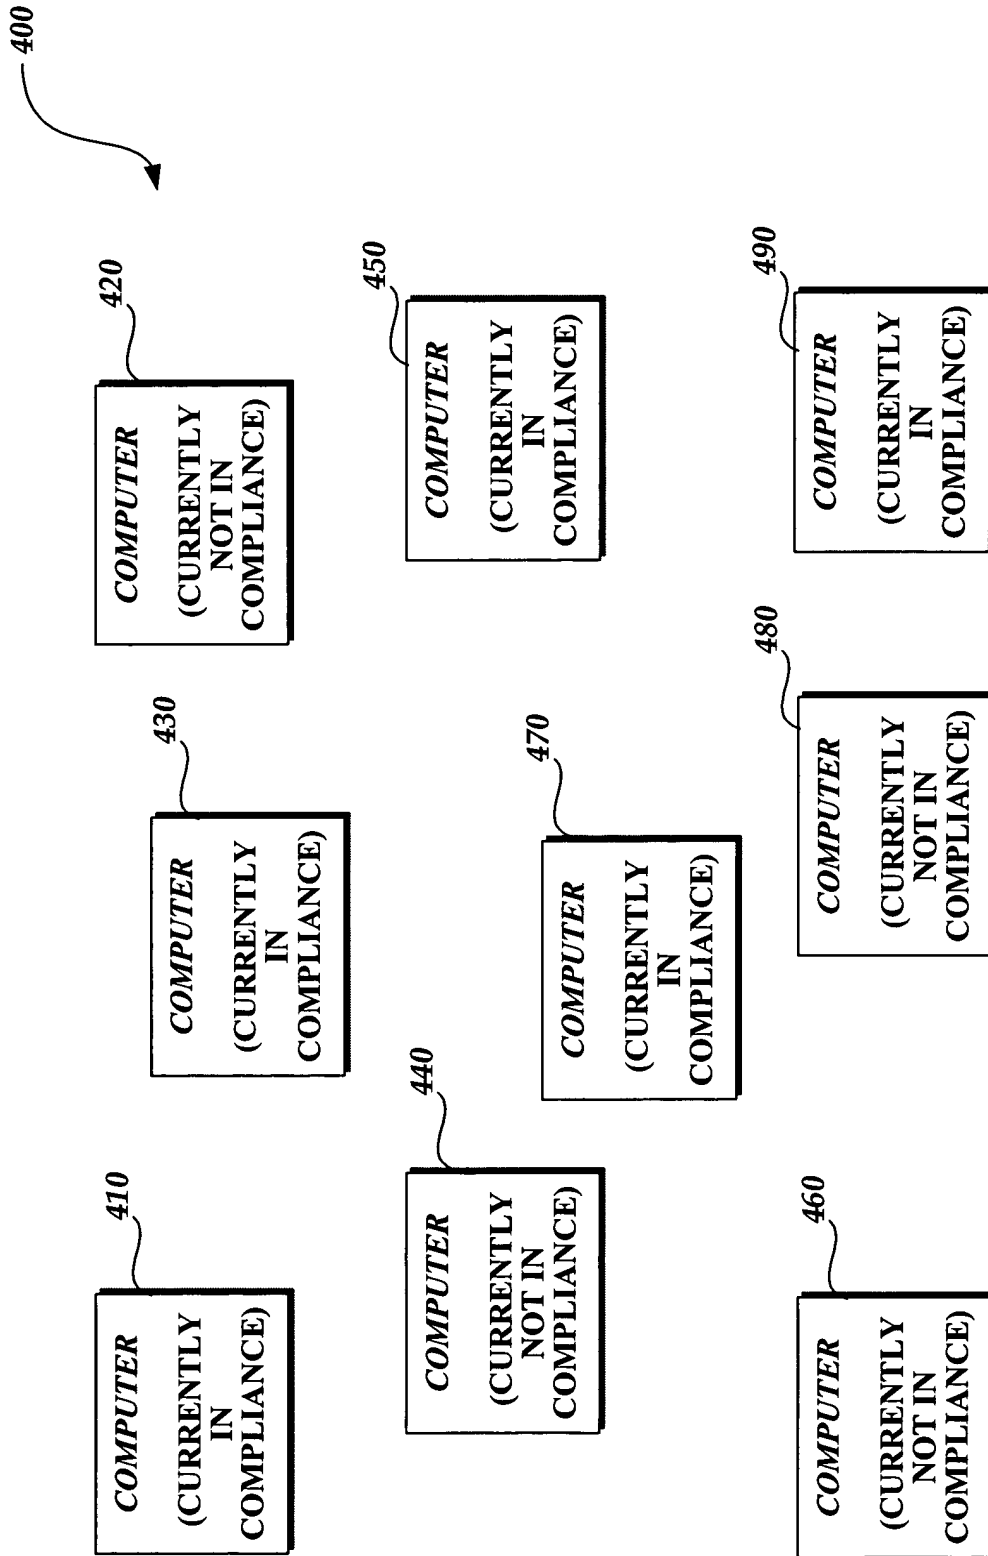 400
410
COMPUTER
(CURRENTLY
IN
COMPLIANCE)
430
COMPUTER
(CURRENTLY
IN
COMPLIANCE)
420
COMPUTER
(CURRENTLY
NOT IN
COMPLIANCE)
440
COMPUTER
(CURRENTLY
NOT IN
COMPLIANCE)
450
COMPUTER
(CURRENTLY
IN
COMPLIANCE)
470
COMPUTER
(CURRENTLY
IN
COMPLIANCE)
460
COMPUTER
(CURRENTLY
NOT IN
COMPLIANCE)
480
COMPUTER
(CURRENTLY
NOT IN
COMPLIANCE)
490
COMPUTER
(CURRENTLY
IN
COMPLIANCE)